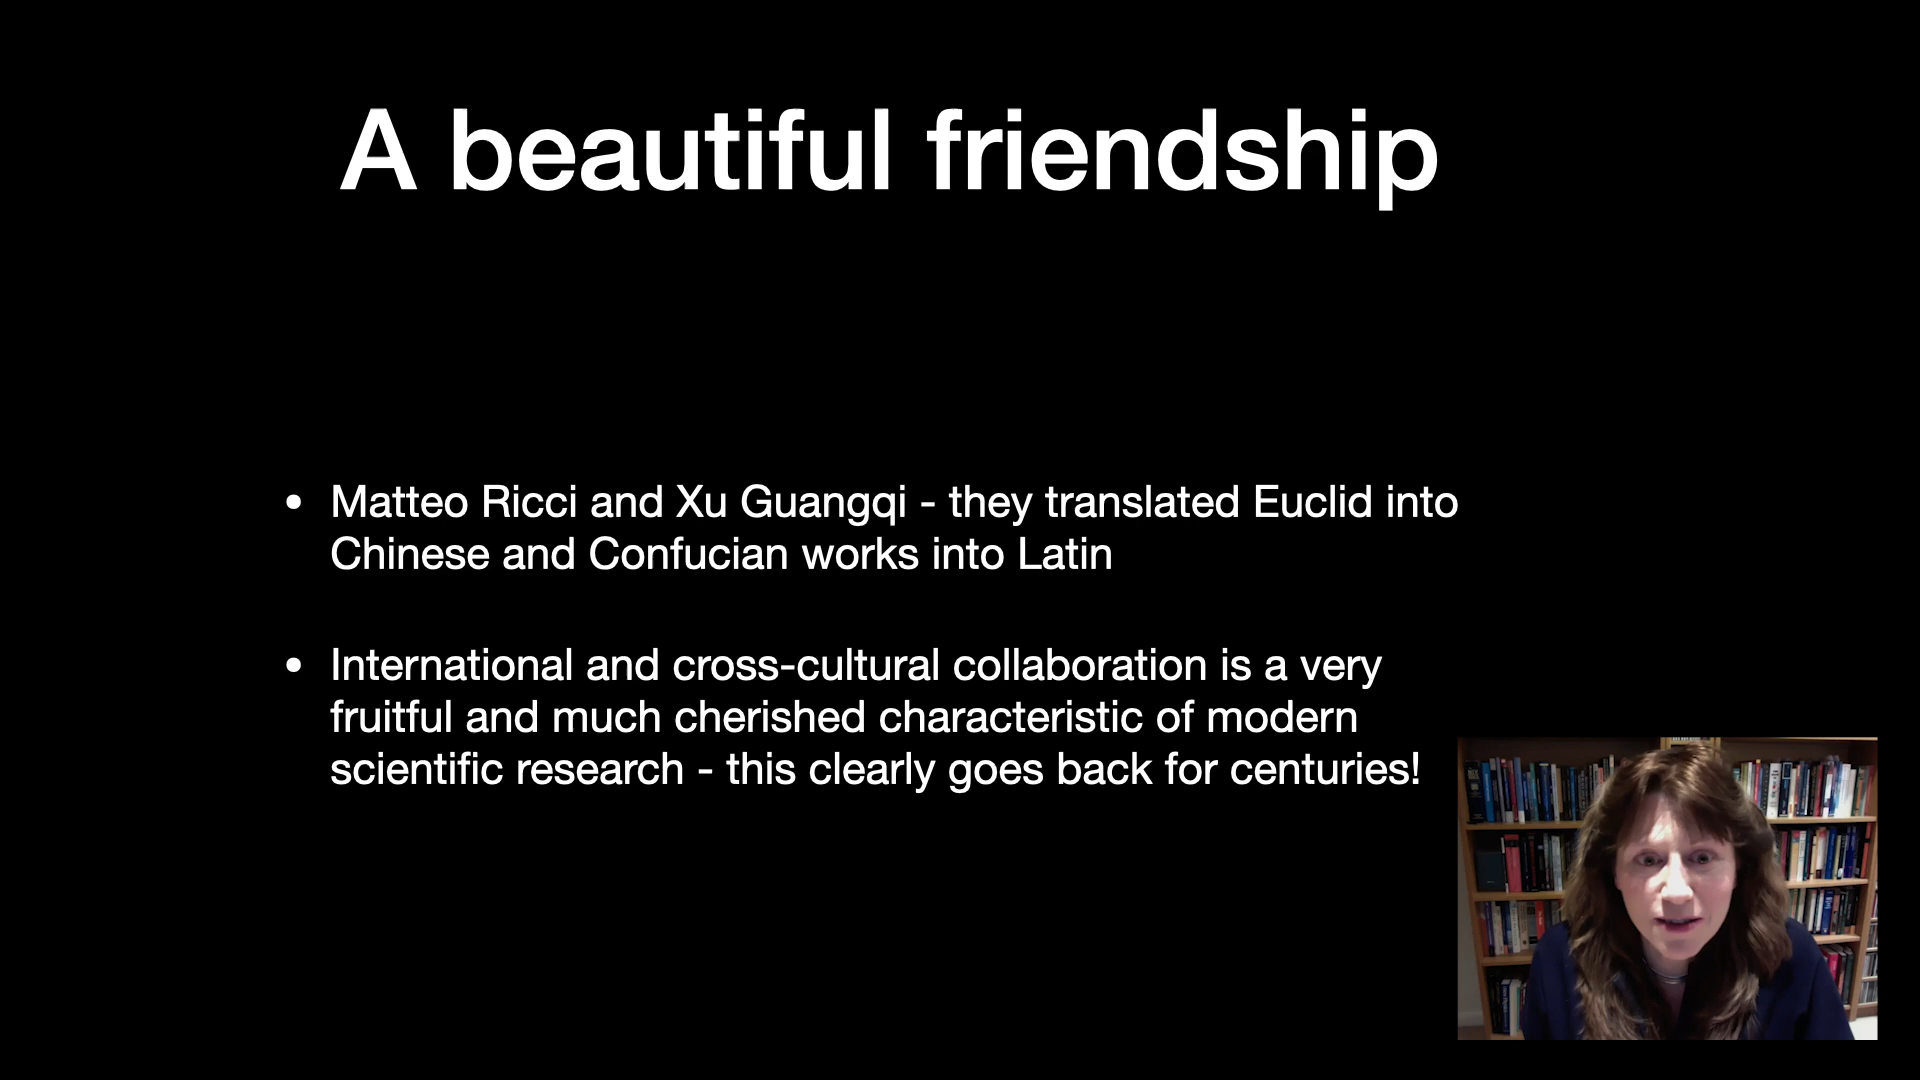 A beautiful friendship
• Matteo Ricci and Xu Guangqi - they translated Euclid into
Chinese and Confucian works into Latin
• International and cross-cultural collaboration is a very
fruitful and much cherished characteristic of modern
scientific research - this clearly goes back for centuries!